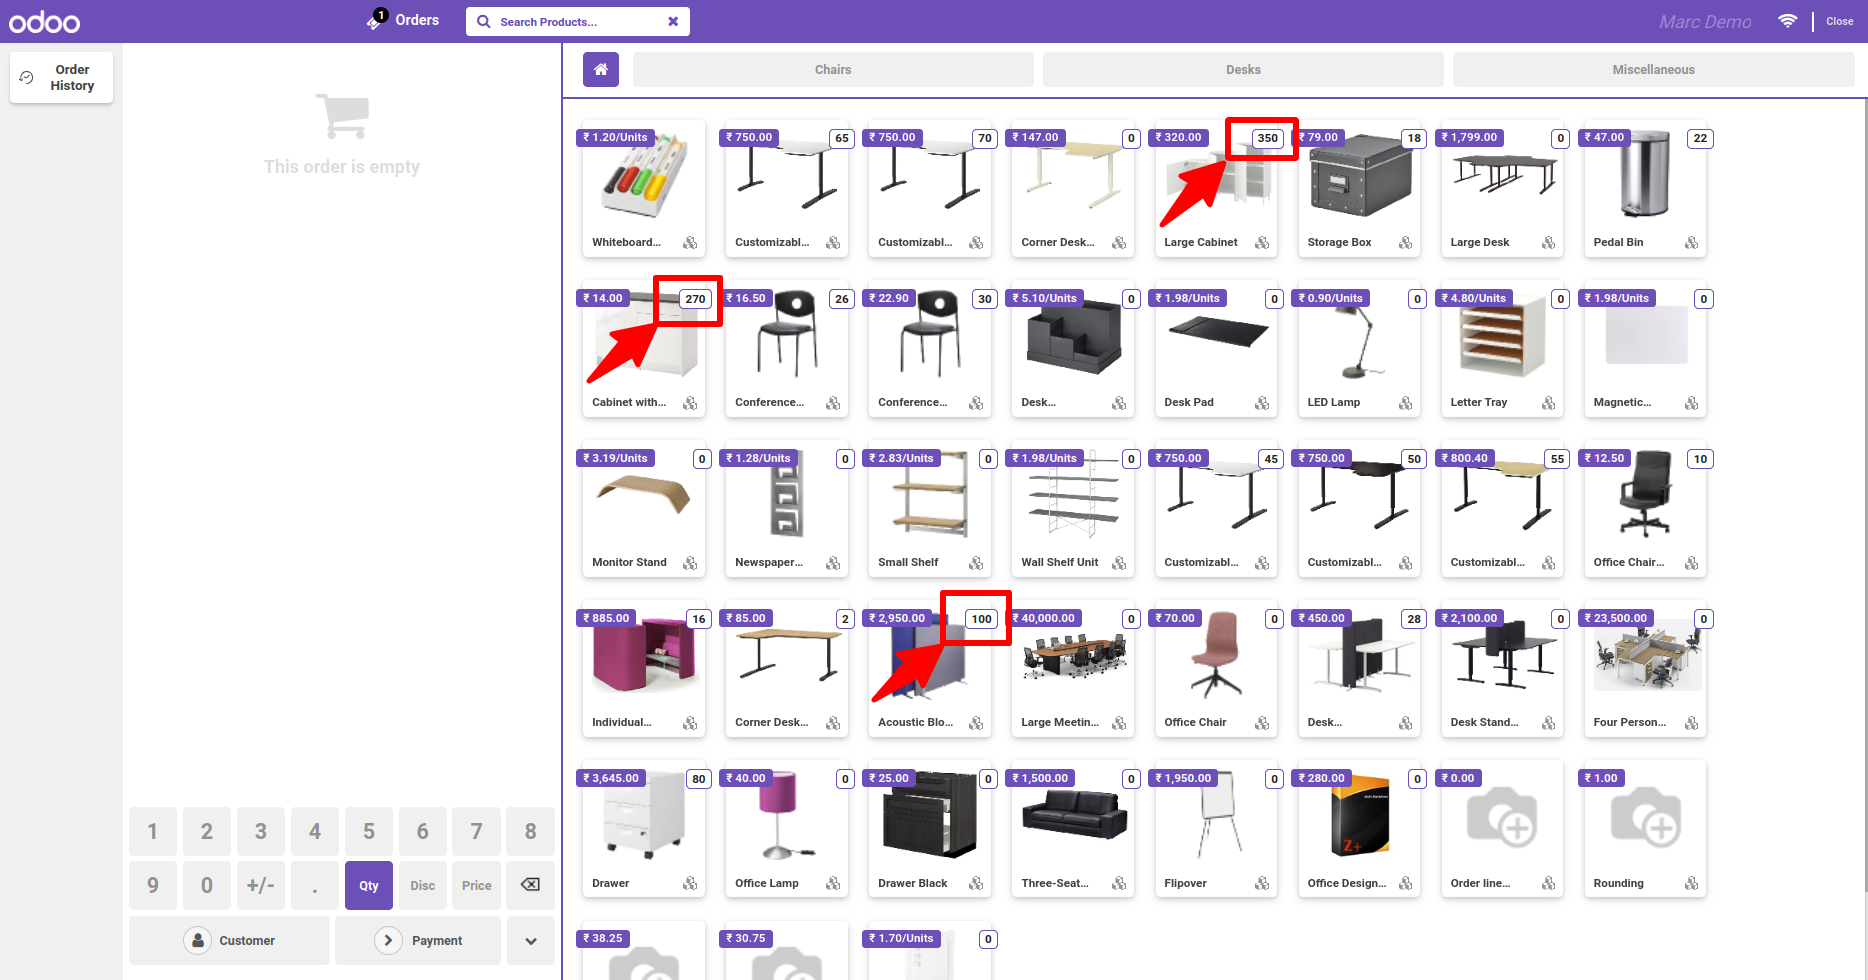 odoo
1
Orders
Search Products...
Marc Demo
Close
Order
History
This order is empty
Chairs
Desks
Miscellaneous
₹ 1.20/Units
Whiteboard...
₹ 750.00
65
Customizabl...
₹ 750.00
70
Customizabl...
₹ 147.00
0
Corner Desk...
₹ 320.00
350
Large Cabinet
₹ 79.00
18
Storage Box
₹ 1,799.00
0
Large Desk
₹ 47.00
22
Pedal Bin
₹ 14.00
270
Cabinet with...
₹ 16.50
26
Conference...
₹ 22.90
30
Conference...
₹ 5.10/Units
0
Desk...
₹ 1.98/Units
0
Desk Pad
₹ 0.90/Units
0
LED Lamp
₹ 4.80/Units
0
Letter Tray
₹ 1.98/Units
0
Magnetic...
₹ 3.19/Units
0
Monitor Stand
₹ 1.28/Units
0
Newspaper...
₹ 2.83/Units
0
Small Shelf
₹ 1.98/Units
0
Wall Shelf Unit
₹ 750.00
45
Customizabl...
₹ 750.00
50
Customizabl...
₹ 800.40
55
Customizabl...
₹ 12.50
10
Office Chair...
₹ 885.00
16
Individual...
₹ 85.00
2
Corner Desk...
₹ 2,950.00
100
Acoustic Blo...
₹ 40,000.00
0
Large Meetin...
₹ 70.00
0
Office Chair
₹ 450.00
28
Desk...
₹ 2,100.00
0
Desk Stand...
₹ 23,500.00
0
Four Person...
₹ 3,645.00
80
Drawer
₹ 40.00
0
Office Lamp
₹ 25.00
0
Drawer Black
₹ 1,500.00
0
Three-Seat...
₹ 1,950.00
0
Flipover
₹ 280.00
0
Z+
Office Design...
₹ 0.00
Order line...
₹ 1.00
Rounding
₹ 38.25
₹ 30.75
₹ 1.70/Units
0
1 2 3 4 5 6 7 8
9 0 +/- . Qty Disc Price
Customer
Payment